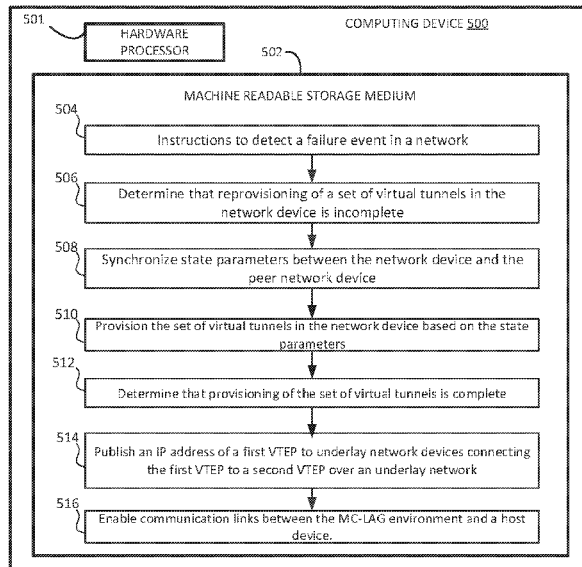 501
COMPUTING DEVICE 500
HARDWARE
PROCESSOR
502
MACHINE READABLE STORAGE MEDIUM
504
Instructions to detect a failure event in a network
506
Determine that reprovisioning of a set of virtual tunnels in the
network device is incomplete
508
Synchronize state parameters between the network device and the
peer network device
510
Provision the set of virtual tunnels in the network device based on the state
parameters
512
Determine that provisioning of the set of virtual tunnels is complete
514
Publish an IP address of a first VTEP to underlay network devices connecting
the first VTEP to a second VTEP over an underlay network
516
Enable communication links between the MC-LAG environment and a host
device.